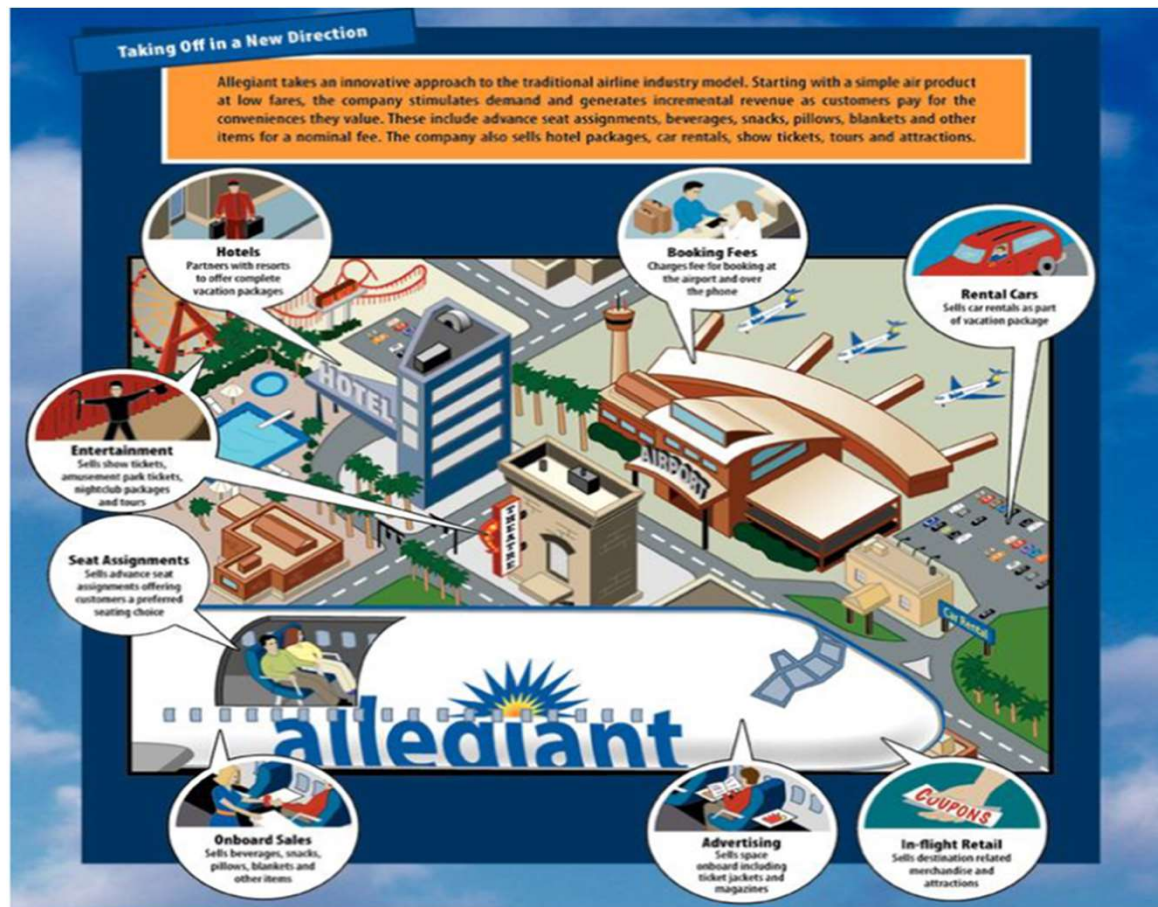 Taking Off in a New Direction
Allegiant takes an innovative approach to the traditional airline industry model. Starting with a simple air product
at low fares, the company stimulates demand and generates incremental revenue as customers pay for the
conveniences they value. These include advance seat assignments, beverages, snacks, pillows, blankets and other
items for a nominal fee. The company also sells hotel packages, car rentals, show tickets, tours and attractions.
Hotels
Partners with resorts
to offer complete
vacation packages
Booking Fees
Charges fee for booking at
the airport and over
the phone
Rental Cars
Sells car rentals as part
of vacation package
HOTEL
Entertainment
Sells show tickets,
amusement park tickets,
nightclub packages
and tours
AIRPORT
THEATRE
Seat Assignments
Sells advance seat
assignments offering
customers a preferred
seating choice
Car Rental
allegiant
Onboard Sales
Sells beverages, snacks,
pillows, blankets and
other items
Advertising
Sells space
onboard including
ticket jackets and
magazines
COUPONS
In-flight Retail
Sells destination related
merchandise and
attractions